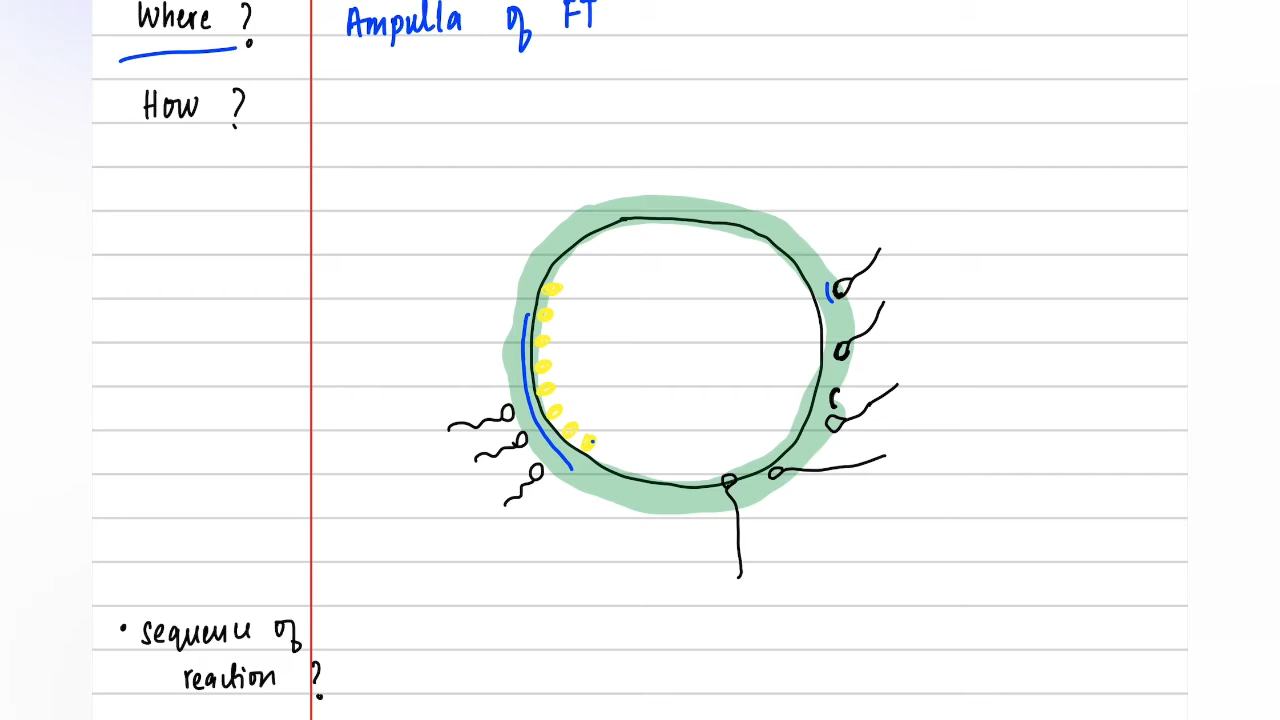 Where ?
Ampulla of FT
How ?
• sequence of
reaction ?